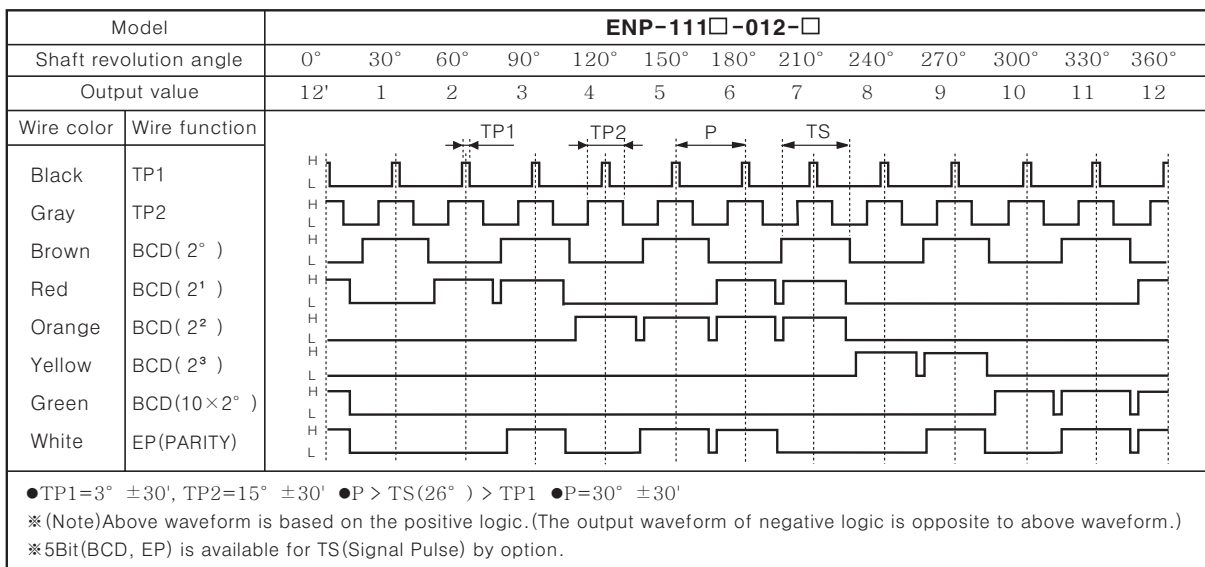 Model ENP-111□-012-□
Shaft revolution angle 0° 30° 60° 90° 120° 150° 180° 210° 240° 270° 300° 330° 360°
Output value 12' 1 2 3 4 5 6 7 8 9 10 11 12
Wire color Wire function TP1 TP2 P TS
Black TP1 H L
Gray TP2 H L
Brown BCD( 2° ) H L
Red BCD( 2¹ ) H L
Orange BCD( 2² ) H L
Yellow BCD( 2³ ) H L
Green BCD(10×2° ) H L
White EP(PARITY) H L
●TP1=3° ±30', TP2=15° ±30' ●P > TS(26° ) > TP1 ●P=30° ±30'
※(Note)Above waveform is based on the positive logic.(The output waveform of negative logic is opposite to above waveform.)
※5Bit(BCD, EP) is available for TS(Signal Pulse) by option.